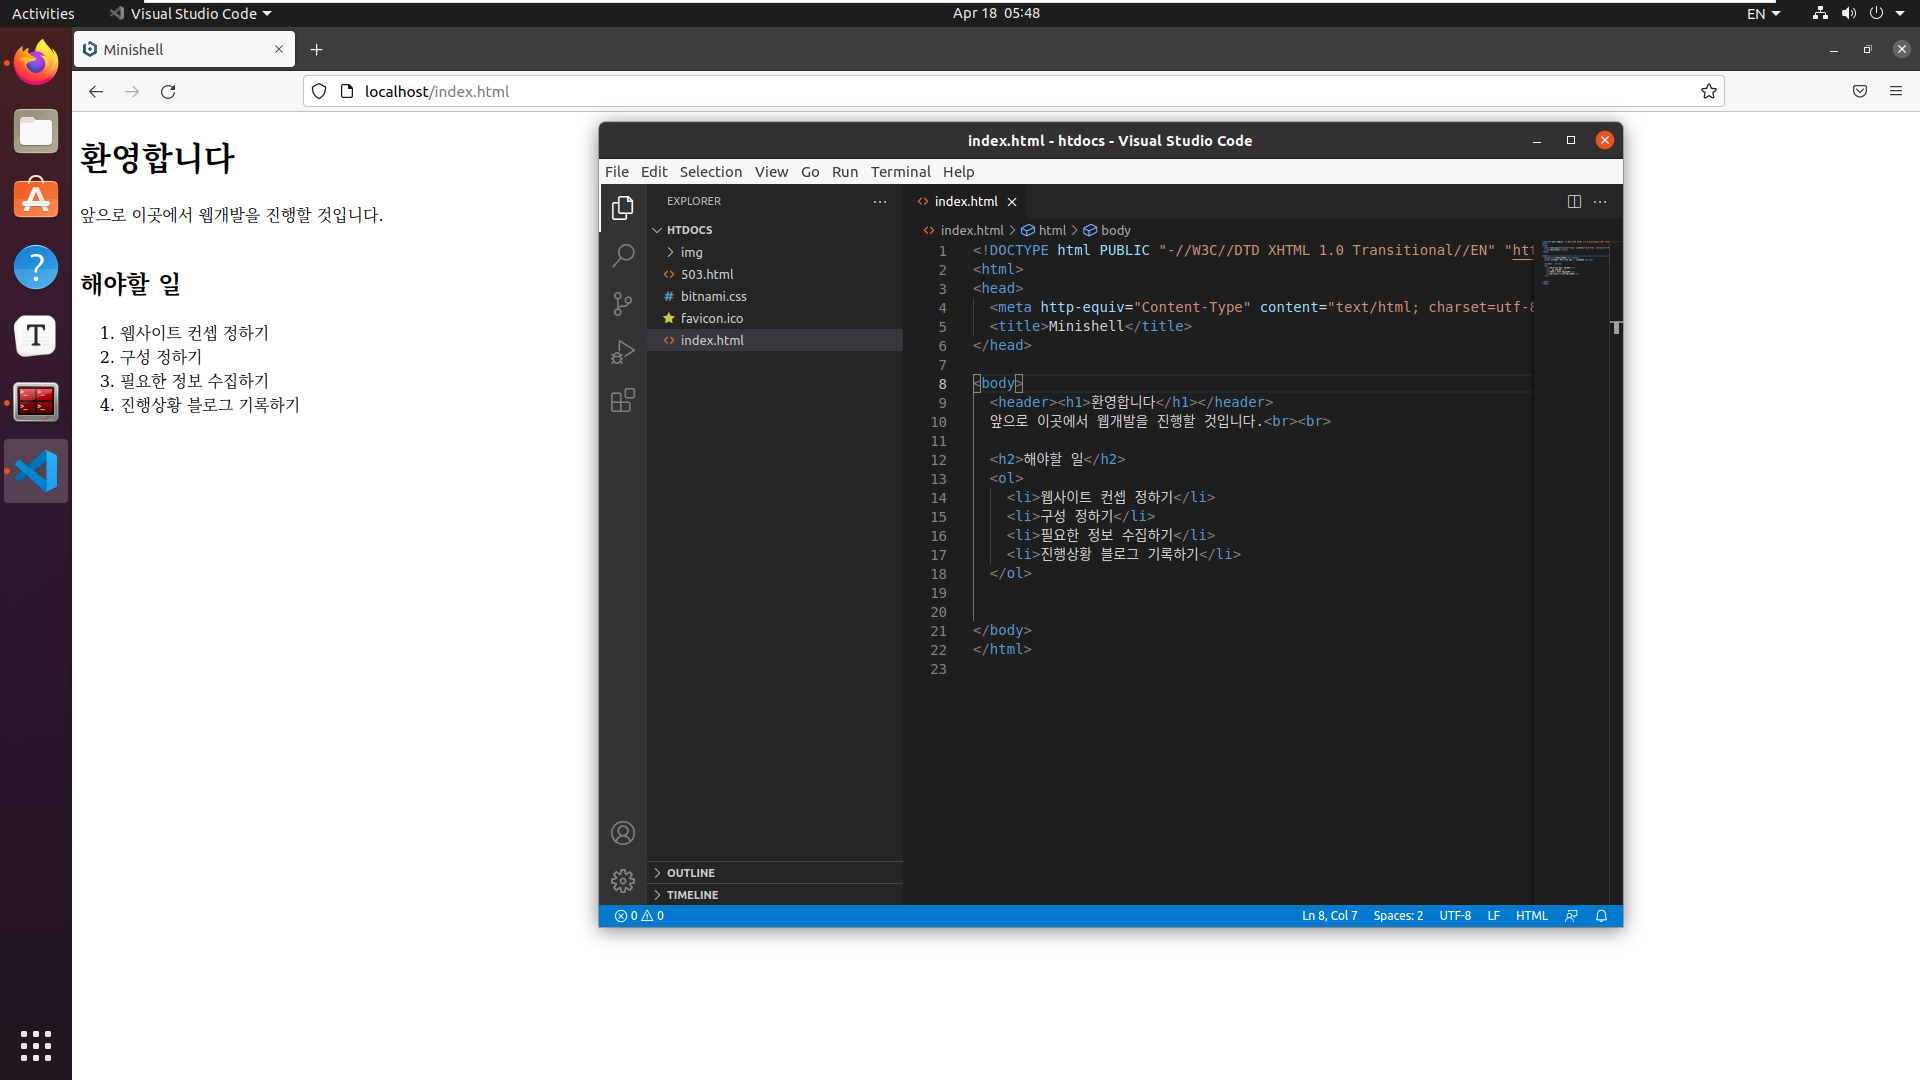 Activities
Visual Studio Code
Apr 18 05:48
EN
Minishell
localhost/index.html
환영합니다
앞으로 이곳에서 웹개발을 진행할 것입니다.
해야할 일
1. 웹사이트 컨셉 정하기
2. 구성 정하기
3. 필요한 정보 수집하기
4. 진행상황 블로그 기록하기
index.html - htdocs - Visual Studio Code
File Edit Selection View Go Run Terminal Help
EXPLORER
HTDOCS
img
503.html
bitnami.css
favicon.ico
index.html
OUTLINE
TIMELINE
index.html
index.html > html > body
1 <!DOCTYPE html PUBLIC "-//W3C//DTD XHTML 1.0 Transitional//EN" "htt
2 <html>
3 <head>
4 <meta http-equiv="Content-Type" content="text/html; charset=utf-8
5 <title>Minishell</title>
6 </head>
7
8 <body>
9 <header><h1>환영합니다</h1></header>
10 앞으로 이곳에서 웹개발을 진행할 것입니다.<br><br>
11
12 <h2>해야할 일</h2>
13 <ol>
14 <li>웹사이트 컨셉 정하기</li>
15 <li>구성 정하기</li>
16 <li>필요한 정보 수집하기</li>
17 <li>진행상황 블로그 기록하기</li>
18 </ol>
19
20
21 </body>
22 </html>
23
0 0
Ln 8, Col 7 Spaces: 2 UTF-8 LF HTML